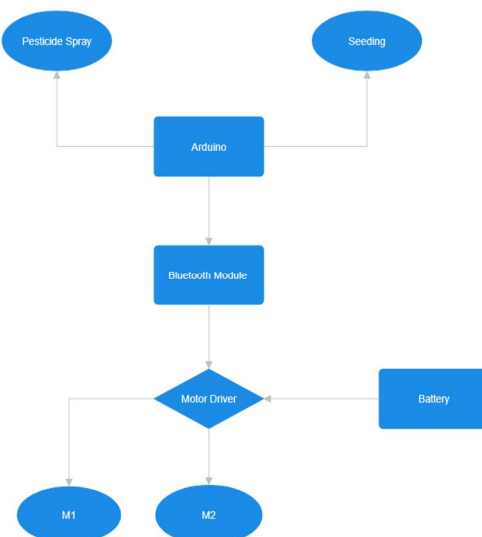 Pesticide Spray
Seeding
Arduino
Bluetooth Module
Motor Driver
Battery
M1
M2